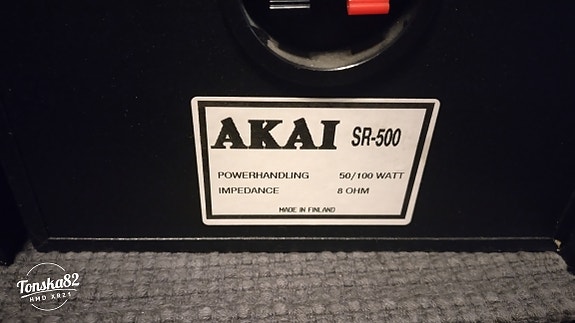 AKAI SR-500
POWERHANDLING 50/100 WATT
IMPEDANCE 8 OHM
MADE IN FINLAND
Tonska82
HMD XR21